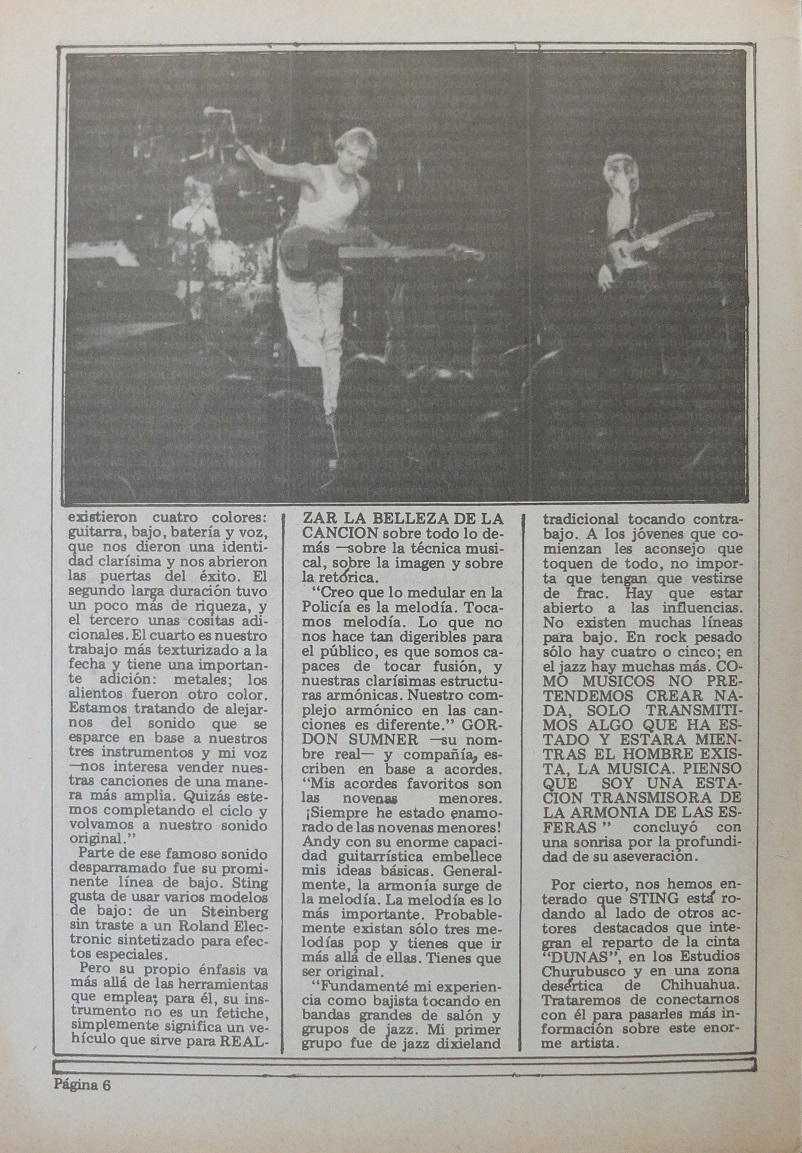 existieron cuatro colores:
guitarra, bajo, batería y voz,
que nos dieron una identi-
dad clarísima y nos abrieron
las puertas del éxito. El
segundo larga duración tuvo
un poco más de riqueza, y
el tercero unas cositas adi-
cionales. El cuarto es nuestro
trabajo más texturizado a la
fecha y tiene una importan-
te adición: metales; los
alientos fueron otro color.
Estamos tratando de alejar-
nos del sonido que se
esparce en base a nuestros
tres instrumentos y mi voz
—nos interesa vender nues-
tras canciones de una mane-
ra más amplia. Quizás este-
mos completando el ciclo y
volvamos a nuestro sonido
original.”
Parte de ese famoso sonido
desparramado fue su promi-
nente línea de bajo. Sting
gusta de usar varios modelos
de bajo: de un Steinberg
sin traste a un Roland Elec-
tronic sintetizado para efec-
tos especiales.
Pero su propio énfasis va
más allá de las herramientas
que emplea; para él, su ins-
trumento no es un fetiche,
simplemente significa un ve-
hículo que sirve para REAL-
ZAR LA BELLEZA DE LA
CANCION sobre todo lo de-
más —sobre la técnica musi-
cal, sobre la imagen y sobre
la retórica.
“Creo que lo medular en la
Policía es la melodía. Toca-
mos melodía. Lo que no
nos hace tan digeribles para
el público, es que somos ca-
paces de tocar fusión, y
nuestras clarísimas estructu-
ras armónicas. Nuestro com-
plejo armónico en las can-
ciones es diferente.” GOR-
DON SUMNER —su nom-
bre real— y compañía, es-
criben en base a acordes.
“Mis acordes favoritos son
las novenas menores.
¡Siempre he estado enamo-
rado de las novenas menores!
Andy con su enorme capaci-
dad guitarrística embellece
mis ideas básicas. General-
mente, la armonía surge de
la melodía. La melodía es lo
más importante. Probable-
mente existan sólo tres me-
lodías pop y tienes que ir
más allá de ellas. Tienes que
ser original.
“Fundamenté mi experien-
cia como bajista tocando en
bandas grandes de salón y
grupos de jazz. Mi primer
grupo fue de jazz dixieland
tradicional tocando contra-
bajo. A los jóvenes que co-
mienzan les aconsejo que
toquen de todo, no impor-
ta que tengan que vestirse
de frac. Hay que estar
abierto a las influencias.
No existen muchas líneas
para bajo. En rock pesado
sólo hay cuatro o cinco; en
el jazz hay muchas más. CO-
MO MUSICOS NO PRE-
TENDEMOS CREAR NA-
DA, SOLO TRANSMITI-
MOS ALGO QUE HA ES-
TADO Y ESTARA MIEN-
TRAS EL HOMBRE EXIS-
TA, LA MUSICA. PIENSO
QUE SOY UNA ESTA-
CION TRANSMISORA DE
LA ARMONIA DE LAS ES-
FERAS ” concluyó con
una sonrisa por la profundi-
dad de su aseveración.
Por cierto, nos hemos en-
terado que STING está ro-
dando al lado de otros ac-
tores destacados que inte-
gran el reparto de la cinta
“DUNAS”, en los Estudios
Churubusco y en una zona
desértica de Chihuahua.
Trataremos de conectarnos
con él para pasarles más in-
formación sobre este enor-
me artista.
Página 6